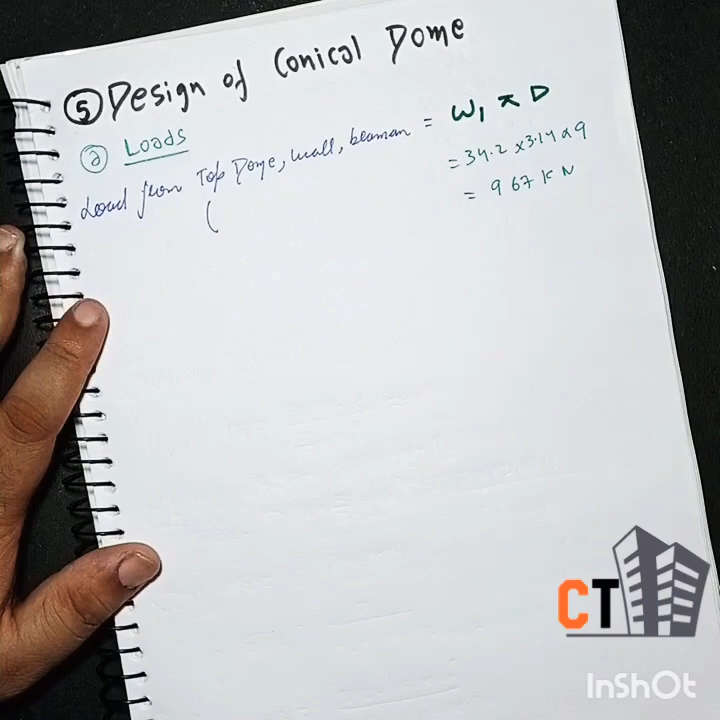 ⑤ Design of Conical Dome
ⓐ Loads
Load from Top Dome, wall, beaman = W₁ π D
= 34.2 x 3.14 x 9
= 967 KN
(
CT
InShOt